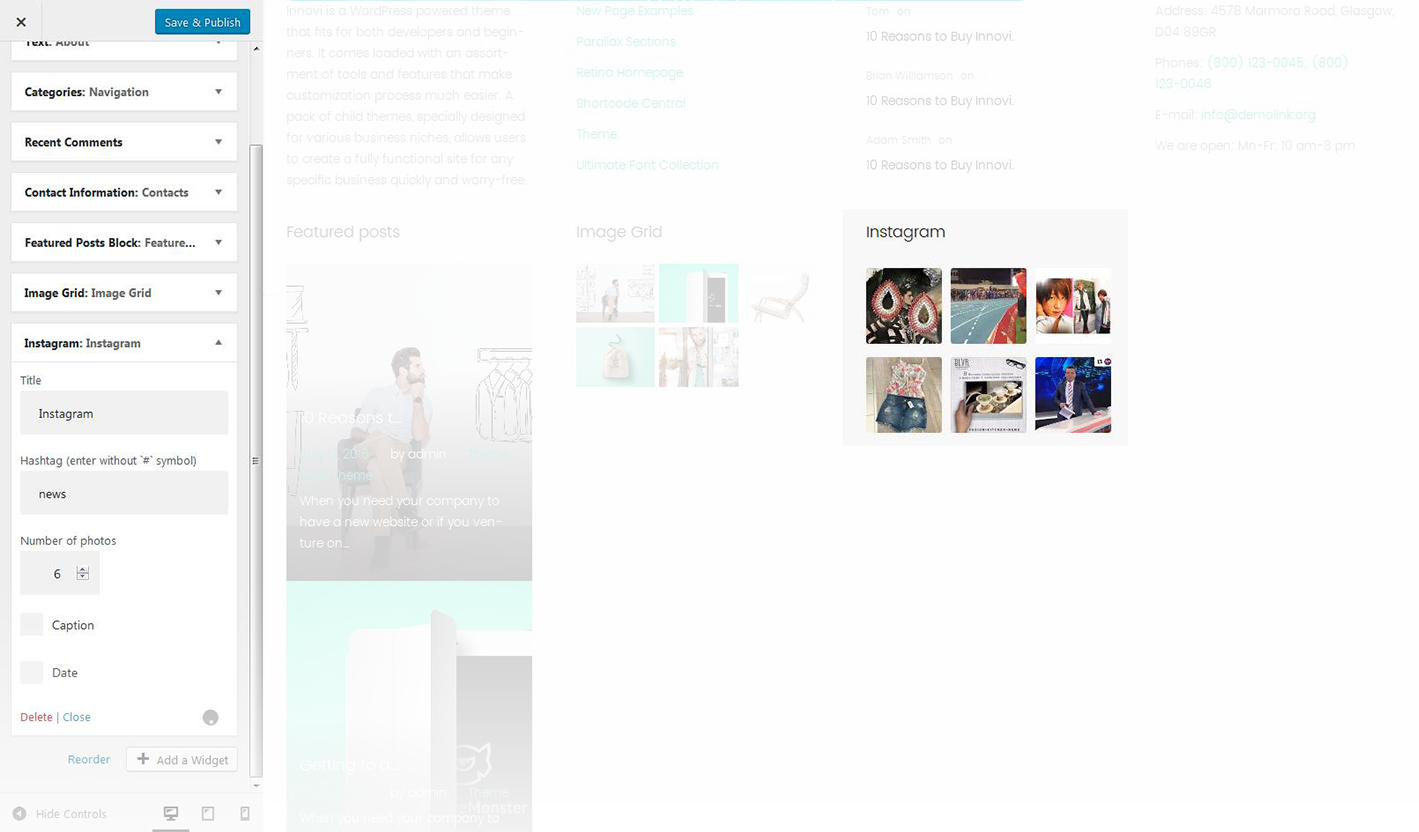 Save & Publish
Text: About
Categories: Navigation
Recent Comments
Contact Information: Contacts
Featured Posts Block: Feature...
Image Grid: Image Grid
Instagram: Instagram
Title
Instagram
Hashtag (enter without `#` symbol)
news
Number of photos
6
Caption
Date
Delete | Close
Reorder
Add a Widget
Hide Controls
Innovi is a WordPress powered theme
that fits for both developers and begin-
ners. It comes loaded with an assort-
ment of tools and features that make
customization process much easier. A
pack of child themes, specially designed
for various business niches, allows users
to create a fully functional site for any
specific business quickly and worry-free.
New Page Examples
Parallax Sections
Retina Homepage
Shortcode Central
Theme
Ultimate Font Collection
Tom on
10 Reasons to Buy Innovi.
Brian Williamson on
10 Reasons to Buy Innovi.
Adam Smith on
10 Reasons to Buy Innovi.
Address: 4578 Marmora Road, Glasgow,
D04 89GR
Phones: (800) 123-0045; (800)
123-0046
E-mail: info@demolink.org
We are open: Mn-Fr: 10 am-8 pm
Featured posts
10 Reasons t...
by admin
When you need your company to
have a new website or if you ven-
ture on...
Getting to a...
by admin Theme
Monster
When you need your company to
Image Grid
Instagram
BLVR